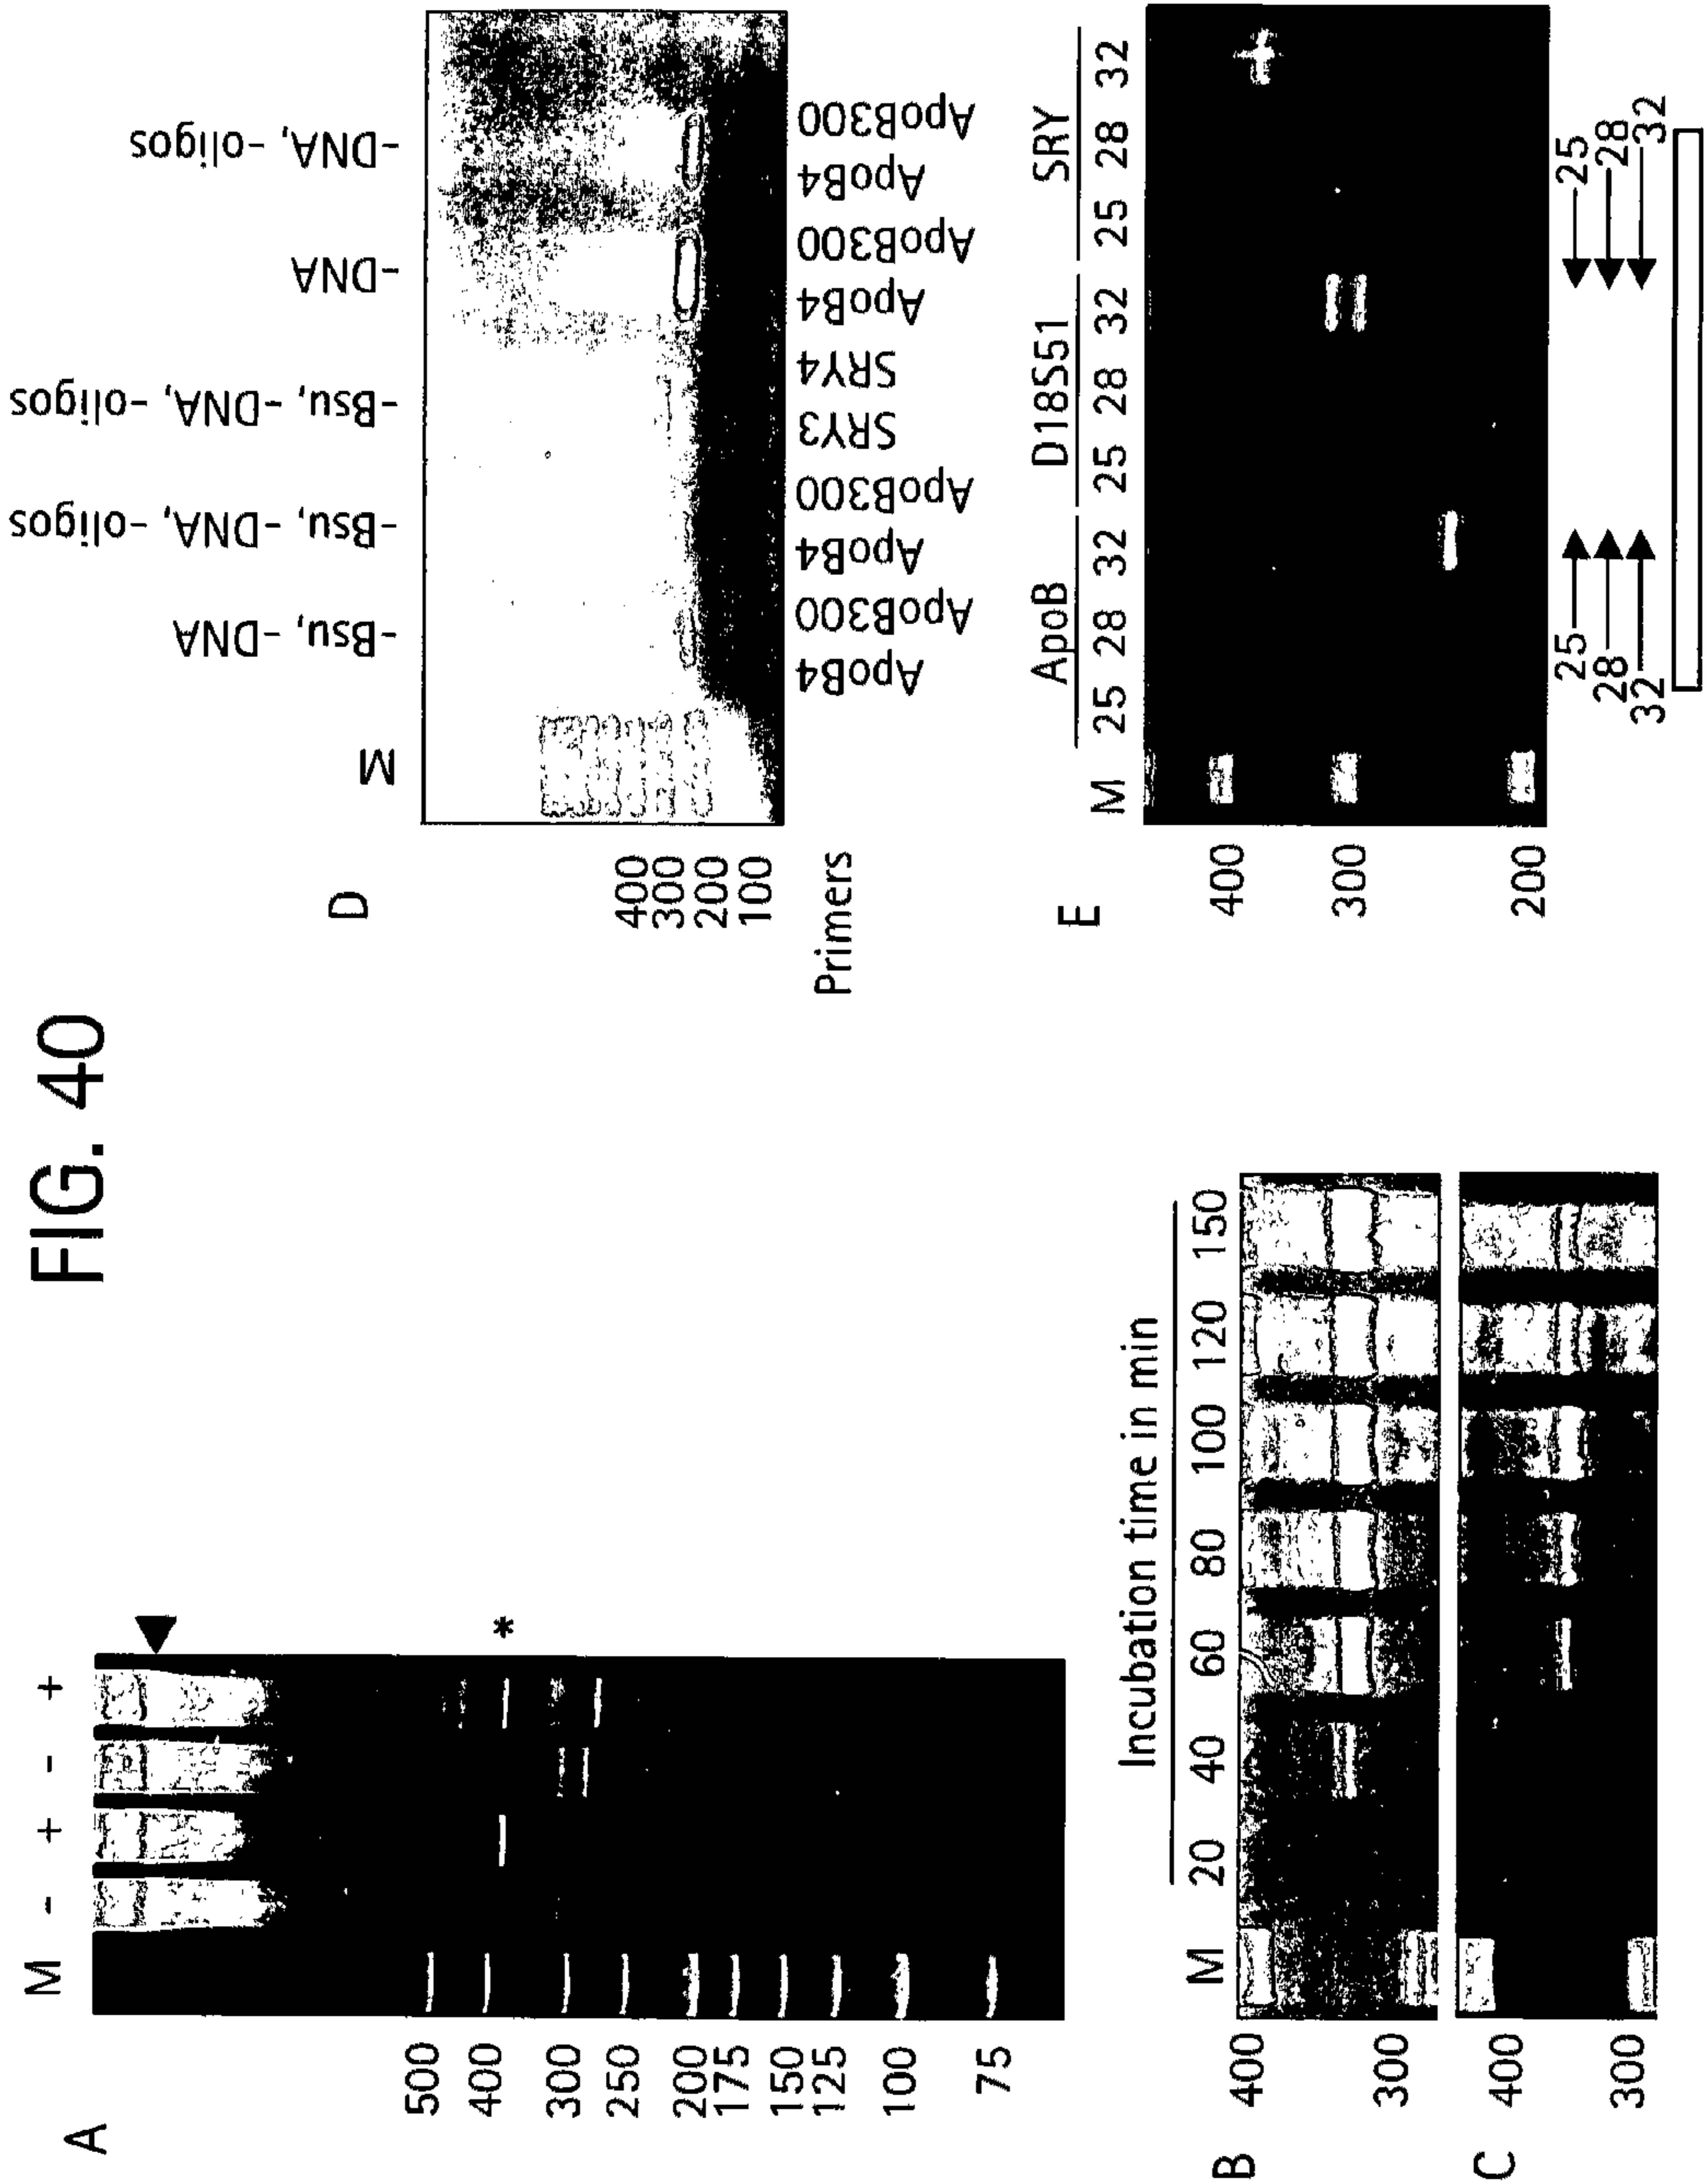 FIG. 40
A
M - + - +
500
400
300
250
200
175
150
125
100
75
*
Incubation time in min
M 20 40 60 80 100 120 150
B
400
300
C
400
300
D
M
-Bsu, -DNA
-Bsu, -DNA, -oligos
-Bsu, -DNA, -oligos
-DNA
-DNA, -oligos
400
300
200
100
Primers
ApoB4
ApoB300
ApoB4
ApoB300
SRY3
SRY4
ApoB4
ApoB300
ApoB4
ApoB300
E
ApoB D18S51 SRY
M 25 28 32 25 28 32 25 28 32
400
300
200
25 25
28 28
32 32